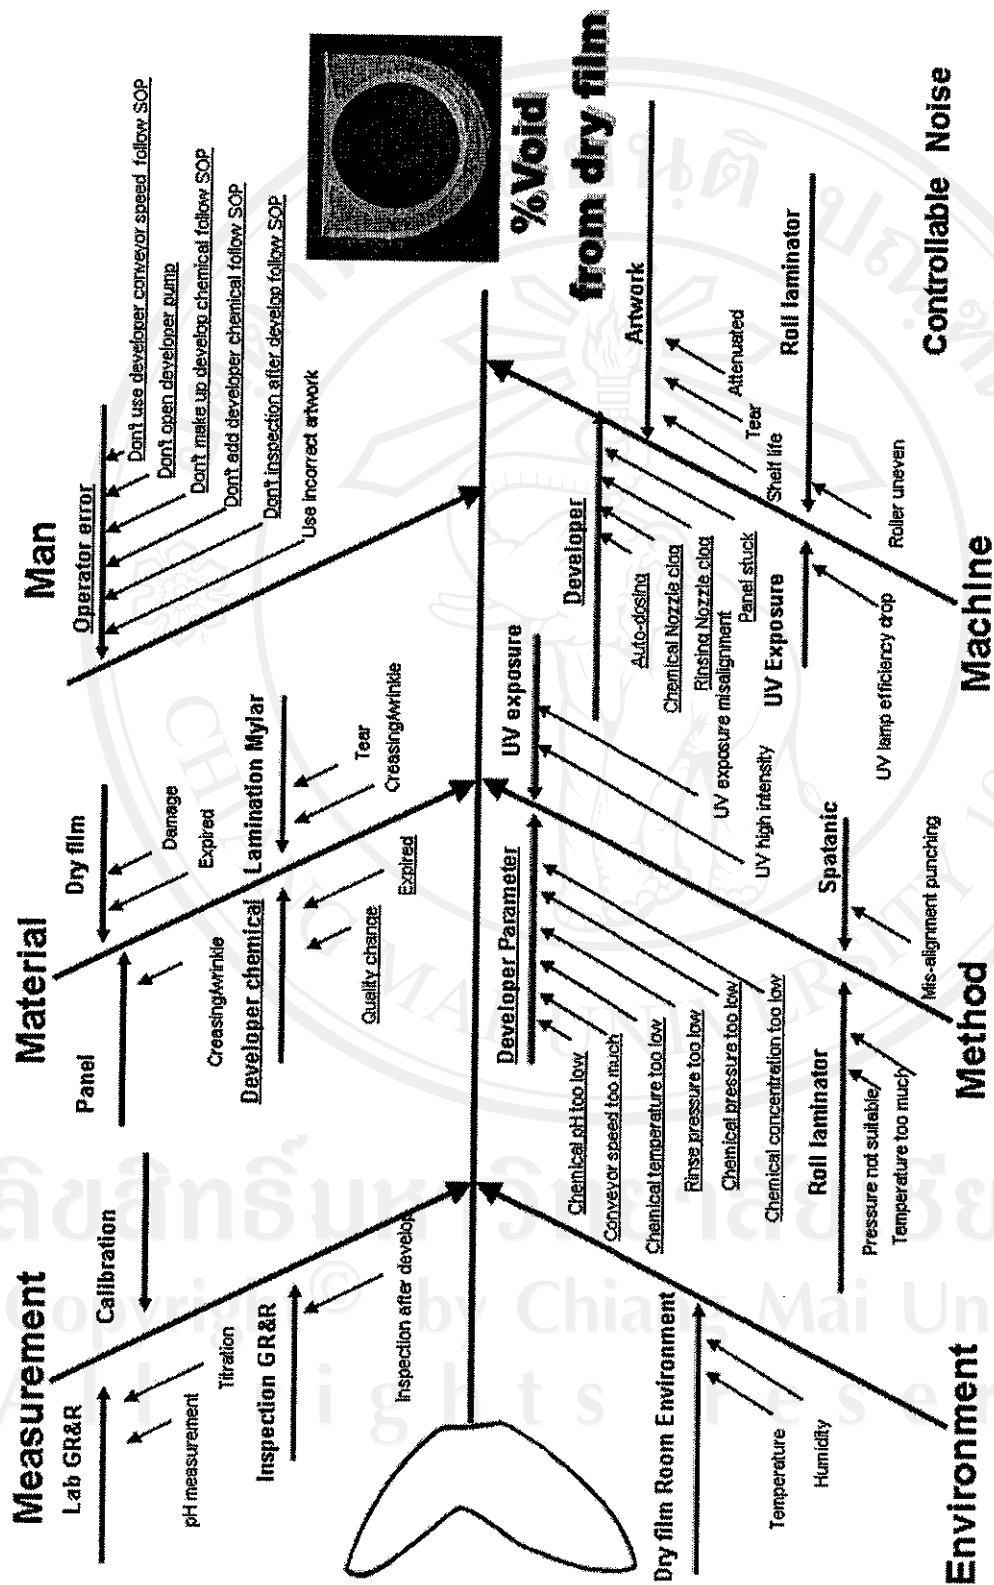 Measurement
Lab GR&R
pH measurement
Titration
Calibration
Inspection GR&R
Inspection after develop
Material
Panel
Creasing/wrinkle
Dry film
Damage
Expired
Developer chemical
Quality change
Expired
Lamination Mylar
Tear
Creasing/wrinkle
Man
Operator error
Don't use developer conveyor speed follow SOP
Don't open developer pump
Don't make up develop chemical follow SOP
Don't add developer chemical follow SOP
Don't inspection after develop follow SOP
Use incorrect artwork
%Void
from dry film
Environment
Dry film Room Environment
Temperature
Humidity
Method
Developer Parameter
Chemical pH too low
Conveyor speed too much
Chemical temperature too low
Rinse pressure too low
Chemical pressure too low
Chemical concentration too low
UV exposure
UV exposure misalignment
UV high intensity
Roll laminator
Pressure not suitable
Temperature too much
Spatanic
Mis-alignment punching
Machine
Developer
Auto-dosing
Chemical Nozzle clog
Rinsing Nozzle clog
Panel stuck
Artwork
Attenuated
Tear
Shelf life
UV Exposure
UV lamp efficiency drop
Roll laminator
Roller uneven
Controllable Noise
Copyright © by Chiang Mai Un
All rights reser